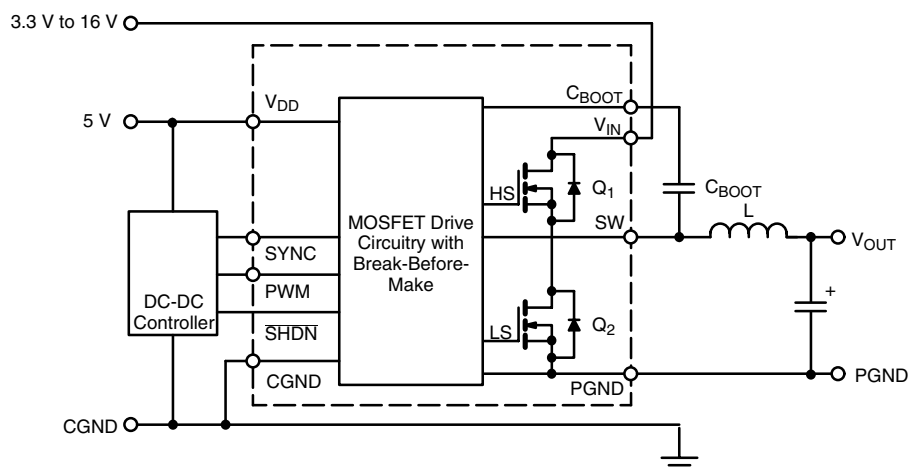 3.3 V to 16 V
5 V
V_DD
C_BOOT
V_IN
HS
Q_1
C_BOOT
L
SW
V_OUT
MOSFET Drive
Circuitry with
Break-Before-
Make
SYNC
PWM
DC-DC
Controller
S̅H̅D̅N̅
LS
Q_2
+
CGND
PGND
PGND
CGND